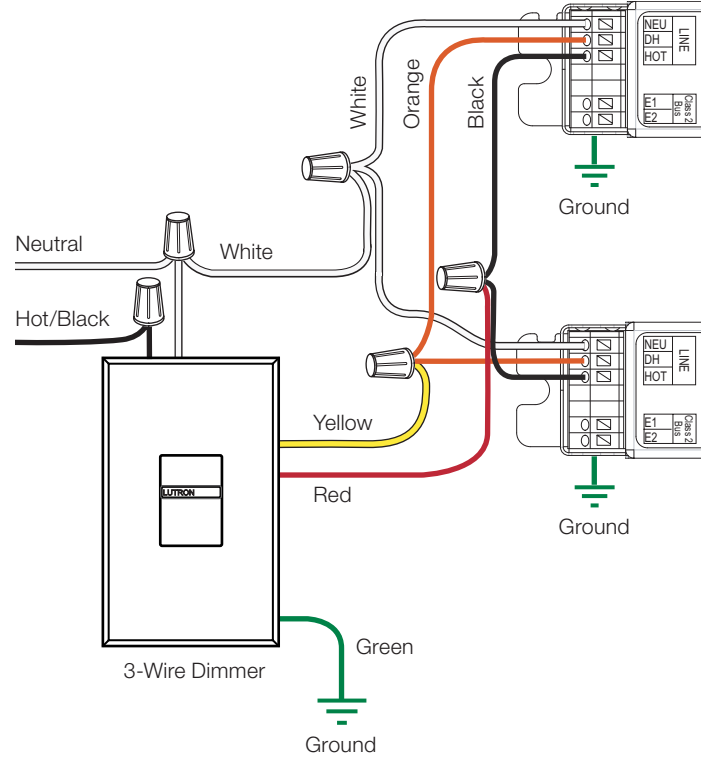 NEU
DH
HOT
LINE
E1
E2
Class 2
Bus
White
Orange
Black
Ground
Neutral
White
Hot/Black
NEU
DH
HOT
LINE
E1
E2
Class 2
Bus
Yellow
LUTRON
Red
Ground
Green
3-Wire Dimmer
Ground